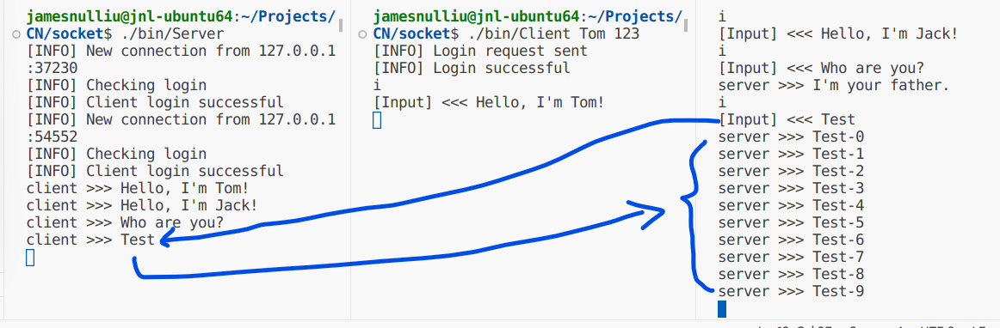 jamesnulliu@jnl-ubuntu64:~/Projects/
CN/socket$ ./bin/Server
[INFO] New connection from 127.0.0.1
:37230
[INFO] Checking login
[INFO] Client login successful
[INFO] New connection from 127.0.0.1
:54552
[INFO] Checking login
[INFO] Client login successful
client >>> Hello, I'm Tom!
client >>> Hello, I'm Jack!
client >>> Who are you?
client >>> Test
jamesnulliu@jnl-ubuntu64:~/Projects/
CN/socket$ ./bin/Client Tom 123
[INFO] Login request sent
[INFO] Login successful
i
[Input] <<< Hello, I'm Tom!
i
[Input] <<< Hello, I'm Jack!
i
[Input] <<< Who are you?
server >>> I'm your father.
i
[Input] <<< Test
server >>> Test-0
server >>> Test-1
server >>> Test-2
server >>> Test-3
server >>> Test-4
server >>> Test-5
server >>> Test-6
server >>> Test-7
server >>> Test-8
server >>> Test-9